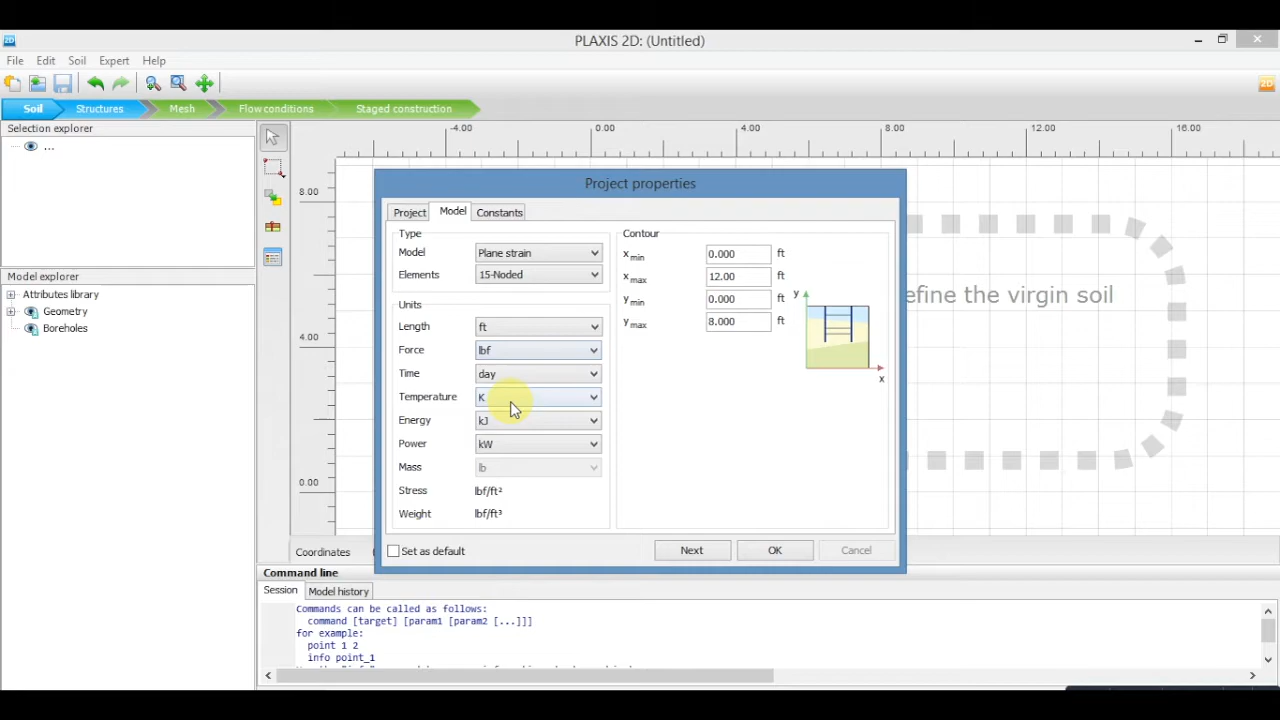 PLAXIS 2D: (Untitled)
File Edit Soil Expert Help
2D
Soil Structures Mesh Flow conditions Staged construction
Selection explorer
...
Model explorer
Attributes library
Geometry
Boreholes
-4.00 0.00 4.00 8.00 12.00 16.00
8.00
4.00
0.00
efine the virgin soil
Project properties
Project Model Constants
Type
Model Plane strain
Elements 15-Noded
Units
Length ft
Force lbf
Time day
Temperature K
Energy kJ
Power kW
Mass lb
Stress lbf/ft²
Weight lbf/ft³
Contour
x min 0.000 ft
x max 12.00 ft
y min 0.000 ft
y max 8.000 ft
y
x
Set as default
Next OK Cancel
Coordinates
Command line
Session Model history
Commands can be called as follows:
command [target] [param1 [param2 [...]]]
for example:
point 1 2
info point_1